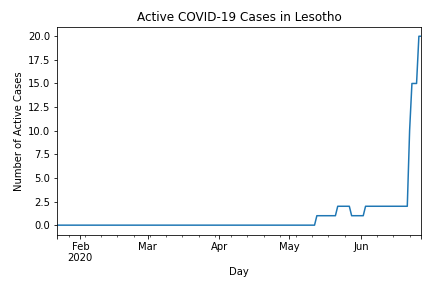 Active COVID-19 Cases in Lesotho
Number of Active Cases
20.0
17.5
15.0
12.5
10.0
7.5
5.0
2.5
0.0
Feb Mar Apr May Jun
2020
Day